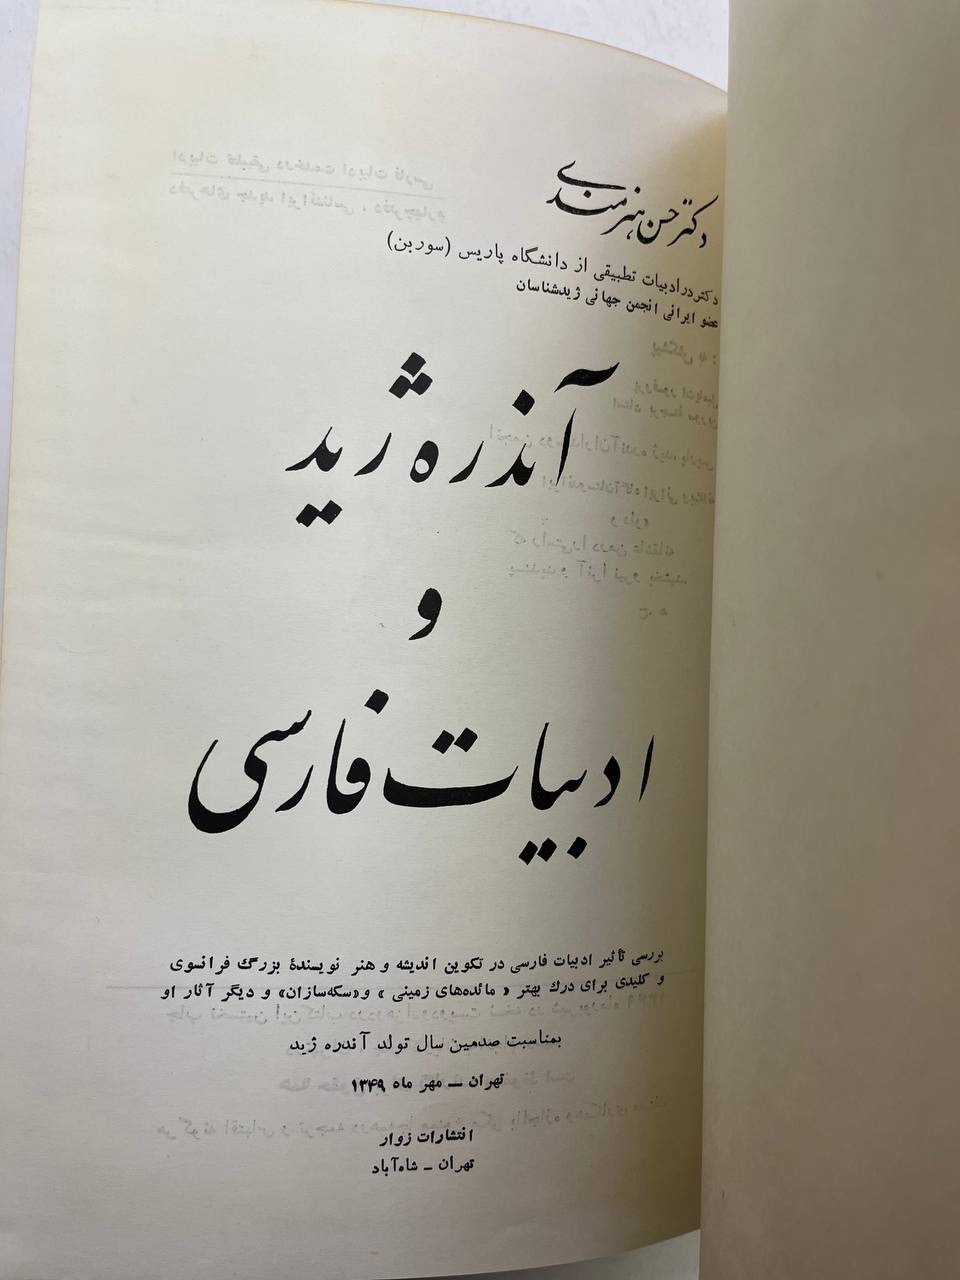 دکتر حسن هنرمندی
دکتر در ادبیات تطبیقی از دانشگاه پاریس (سوربن)
عضو ایرانی انجمن جهانی ژیدشناسان
آندره ژید
و
ادبیات فارسی
بررسی تأثیر ادبیات فارسی در تکوین اندیشه و هنر نویسندهٔ بزرگ فرانسوی
و کلیدی برای درك بهتر «مائده‌های زمینی» و «سکه‌سازان» و دیگر آثار او
بمناسبت صدمین سال تولد آندره ژید
تهران – مهر ماه ۱۳۴۹
انتشارات زوار
تهران – شاه‌آباد